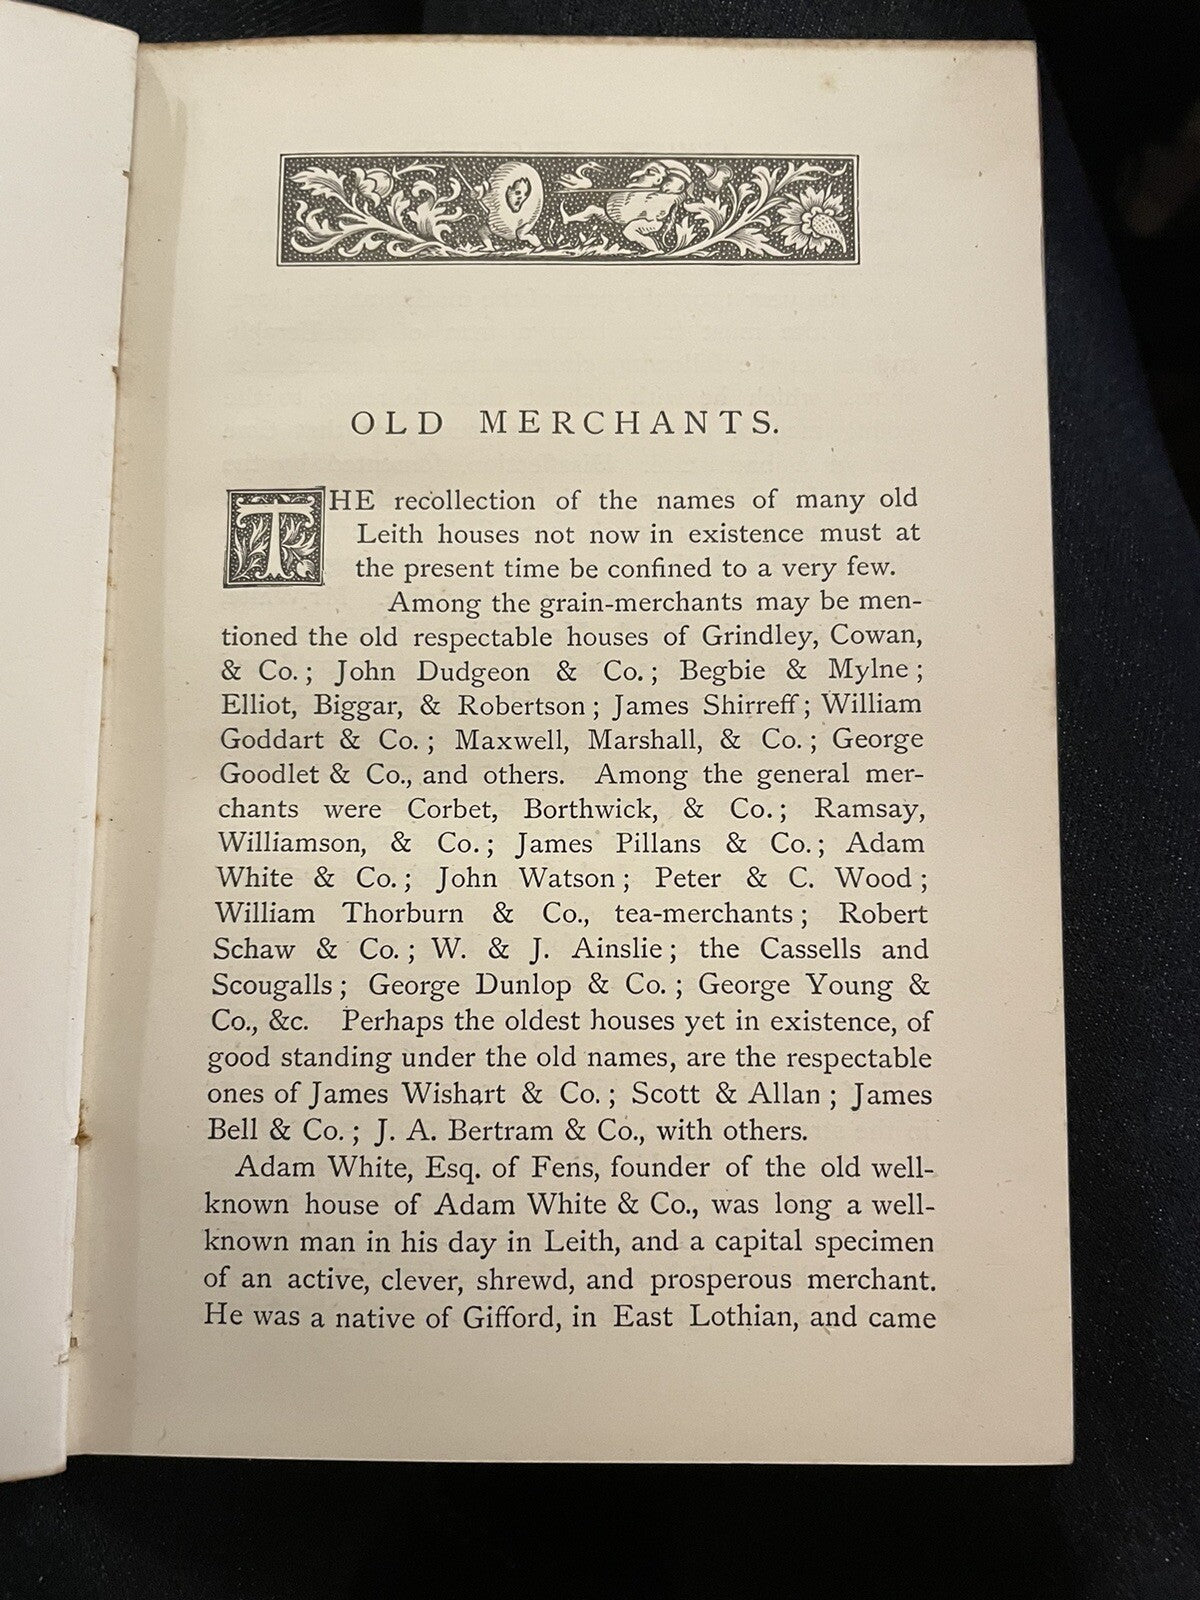 OLD MERCHANTS.
THE recollection of the names of many old
Leith houses not now in existence must at
the present time be confined to a very few.
Among the grain-merchants may be men-
tioned the old respectable houses of Grindley, Cowan,
& Co.; John Dudgeon & Co.; Begbie & Mylne;
Elliot, Biggar, & Robertson; James Shirreff; William
Goddart & Co.; Maxwell, Marshall, & Co.; George
Goodlet & Co., and others. Among the general mer-
chants were Corbet, Borthwick, & Co.; Ramsay,
Williamson, & Co.; James Pillans & Co.; Adam
White & Co.; John Watson; Peter & C. Wood;
William Thorburn & Co., tea-merchants; Robert
Schaw & Co.; W. & J. Ainslie; the Cassells and
Scougalls; George Dunlop & Co.; George Young &
Co., &c. Perhaps the oldest houses yet in existence, of
good standing under the old names, are the respectable
ones of James Wishart & Co.; Scott & Allan; James
Bell & Co.; J. A. Bertram & Co., with others.
Adam White, Esq. of Fens, founder of the old well-
known house of Adam White & Co., was long a well-
known man in his day in Leith, and a capital specimen
of an active, clever, shrewd, and prosperous merchant.
He was a native of Gifford, in East Lothian, and came